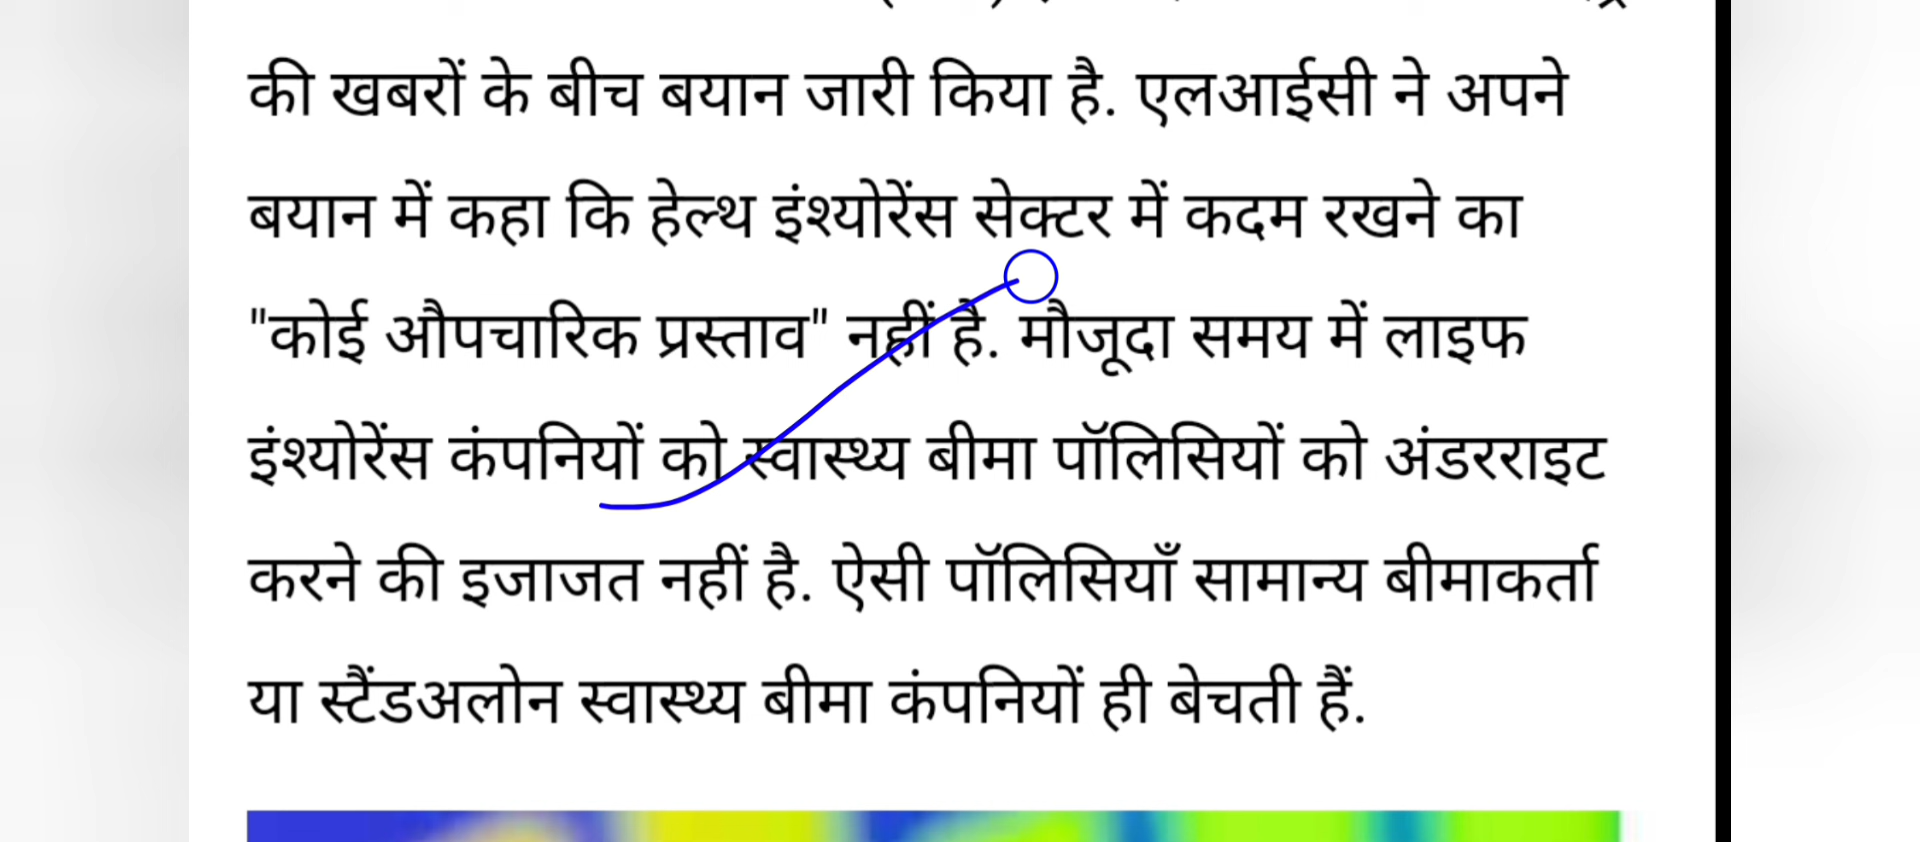 की खबरों के बीच बयान जारी किया है. एलआईसी ने अपने
बयान में कहा कि हेल्थ इंश्योरेंस सेक्टर में कदम रखने का
"कोई औपचारिक प्रस्ताव" नहीं है. मौजूदा समय में लाइफ
इंश्योरेंस कंपनियों को स्वास्थ्य बीमा पॉलिसियों को अंडरराइट
करने की इजाजत नहीं है. ऐसी पॉलिसियाँ सामान्य बीमाकर्ता
या स्टैंडअलोन स्वास्थ्य बीमा कंपनियों ही बेचती हैं.